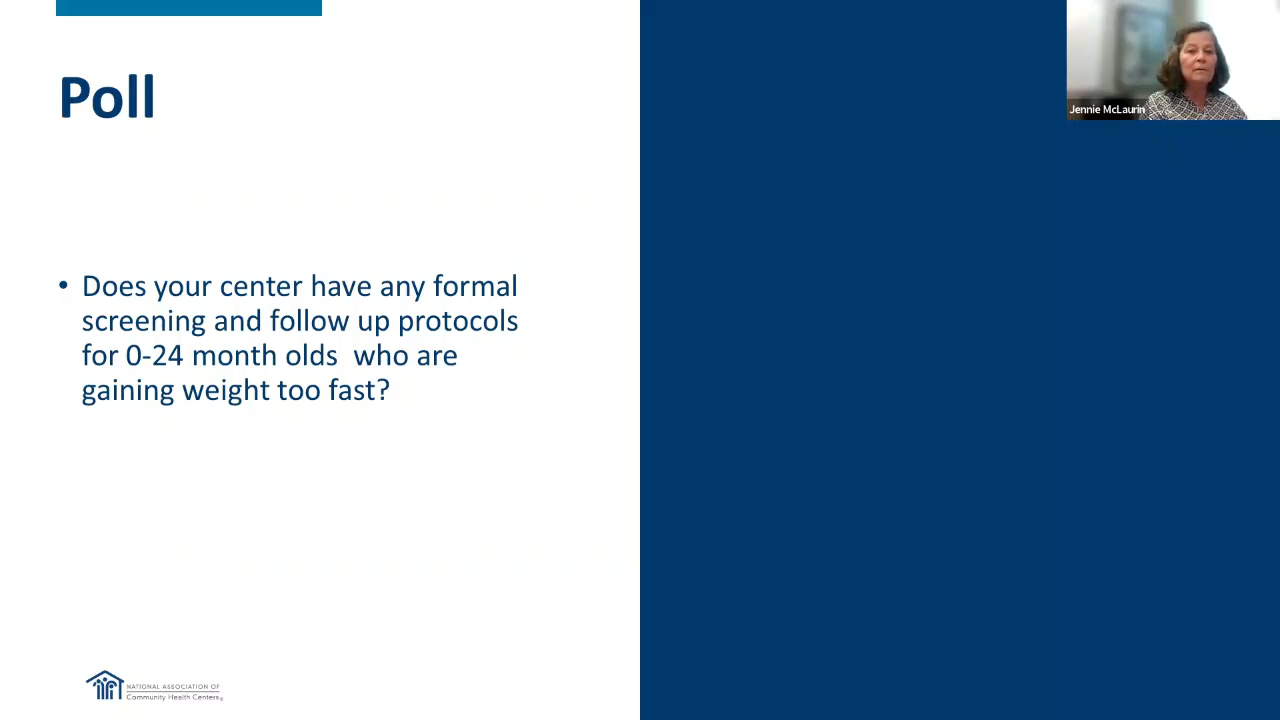 Poll
Jennie McLaurin
• Does your center have any formal
screening and follow up protocols
for 0-24 month olds  who are
gaining weight too fast?
NATIONAL ASSOCIATION OF
Community Health Centers®